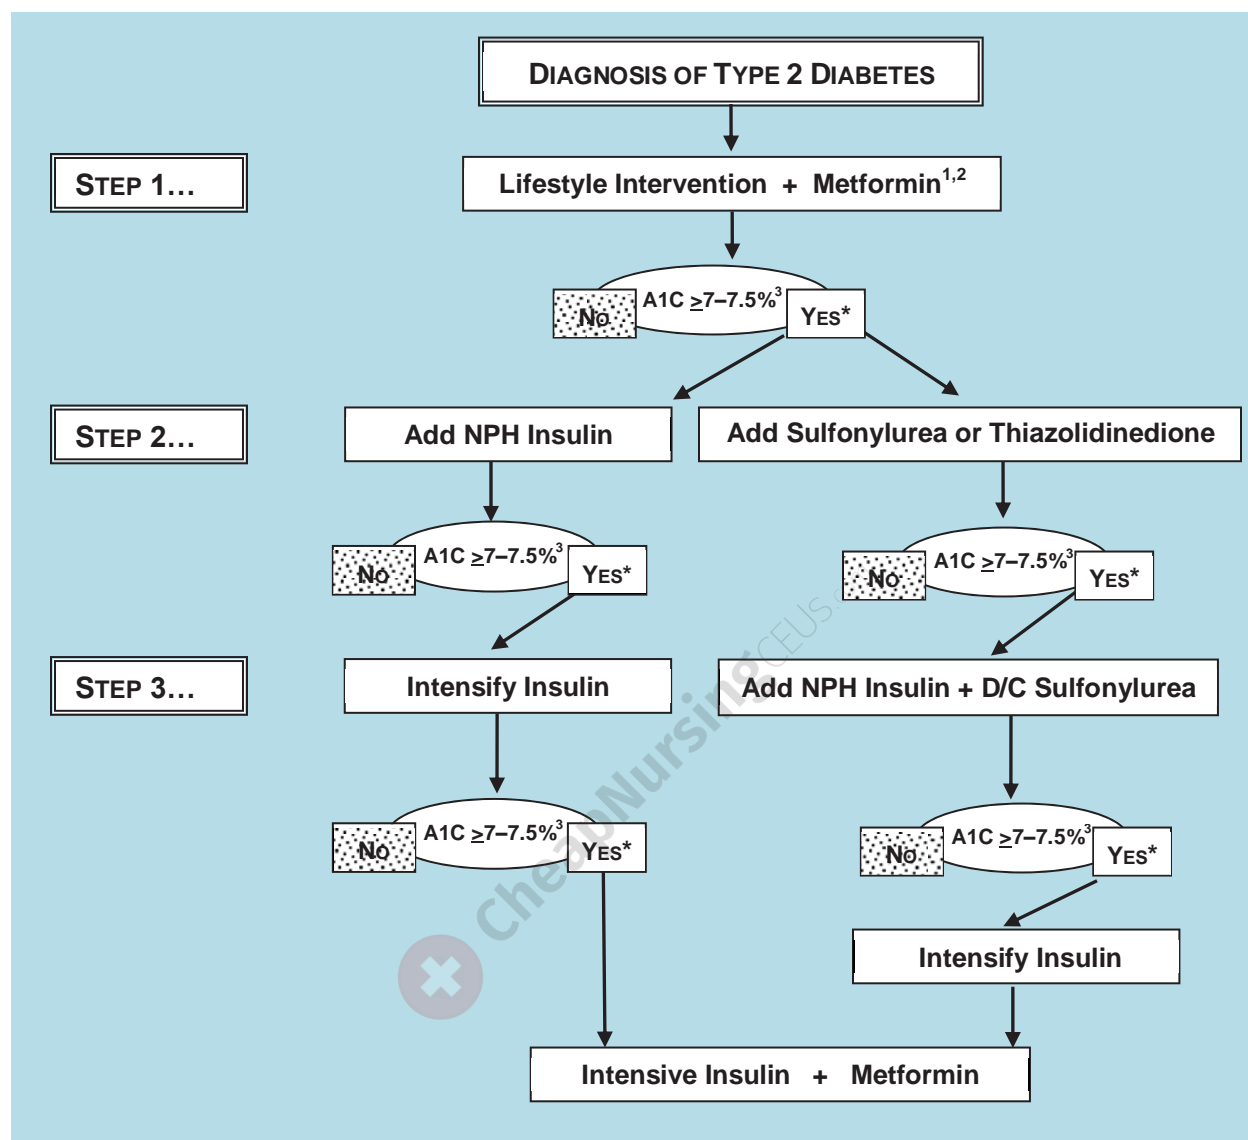 DIAGNOSIS OF TYPE 2 DIABETES
STEP 1…
Lifestyle Intervention + Metformin1,2
A1C ≥7–7.5%3
NO
YES*
STEP 2…
Add NPH Insulin
Add Sulfonylurea or Thiazolidinedione
A1C ≥7–7.5%3
NO
YES*
A1C ≥7–7.5%3
NO
YES*
STEP 3…
Intensify Insulin
Add NPH Insulin + D/C Sulfonylurea
A1C ≥7–7.5%3
NO
YES*
A1C ≥7–7.5%3
NO
YES*
Intensify Insulin
Intensive Insulin + Metformin
CheapNursingCEUS